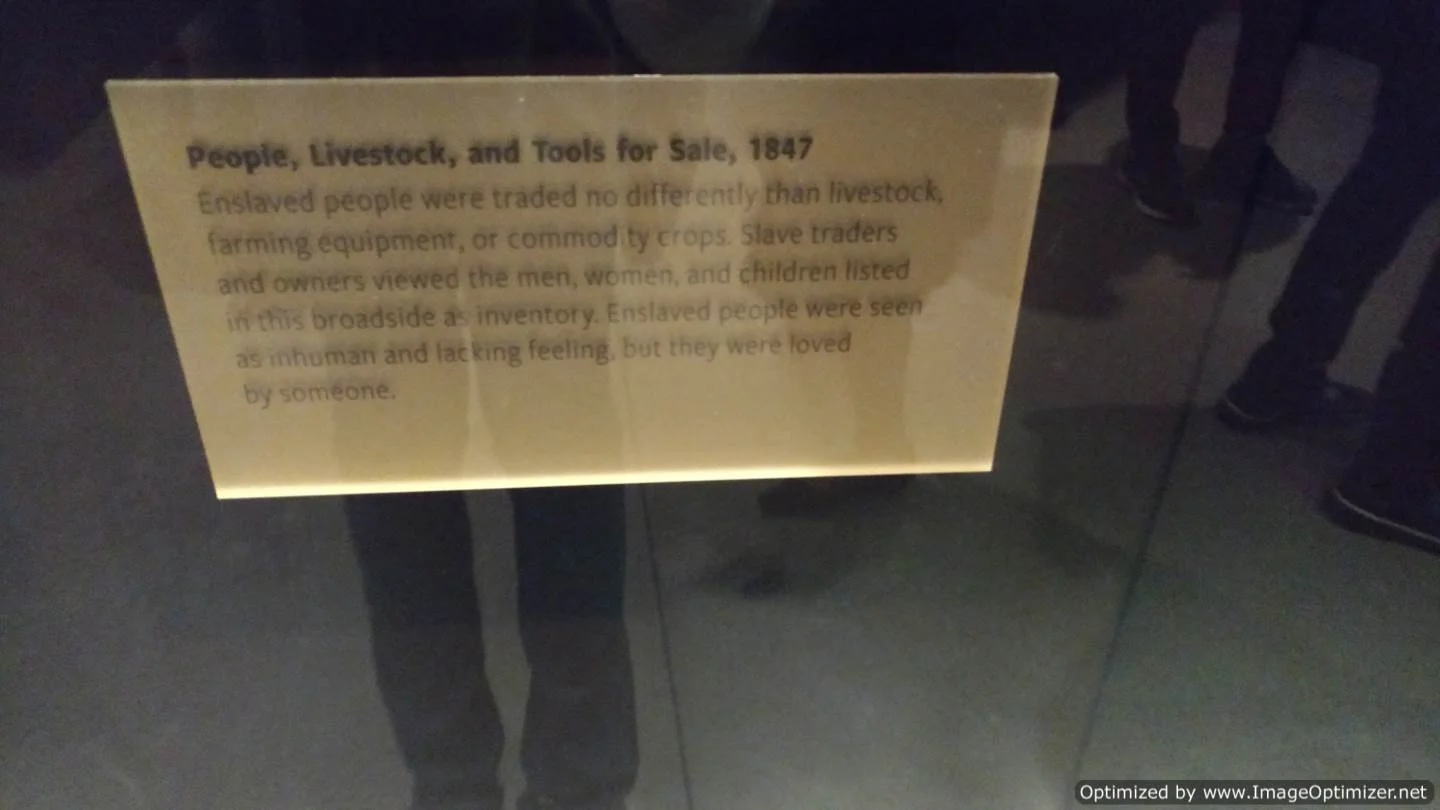 People, Livestock, and Tools for Sale, 1847
Enslaved people were traded no differently than livestock,
farming equipment, or commodity crops. Slave traders
and owners viewed the men, women, and children listed
in this broadside as inventory. Enslaved people were seen
as inhuman and lacking feeling, but they were loved
by someone.
Optimized by www.ImageOptimizer.net